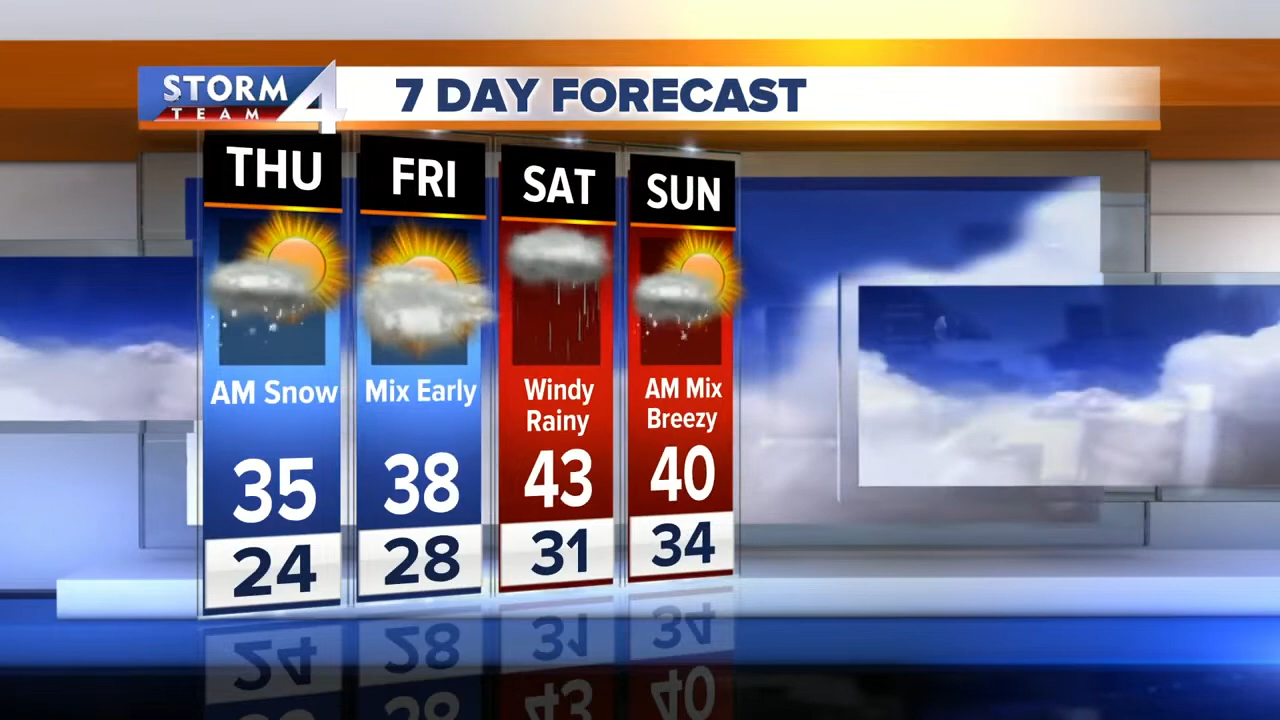 STORM
TEAM 4
7 DAY FORECAST
THU
AM Snow
35
24
FRI
Mix Early
38
28
SAT
Windy
Rainy
43
31
SUN
AM Mix
Breezy
40
34